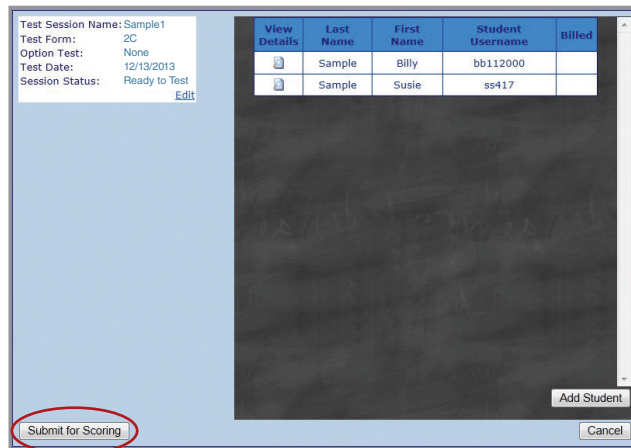 Test Session Name: Sample1
Test Form: 2C
Option Test: None
Test Date: 12/13/2013
Session Status: Ready to Test
Edit
View Details Last Name First Name Student Username Billed
Sample Billy bb112000
Sample Susie ss417
Add Student
Submit for Scoring Cancel